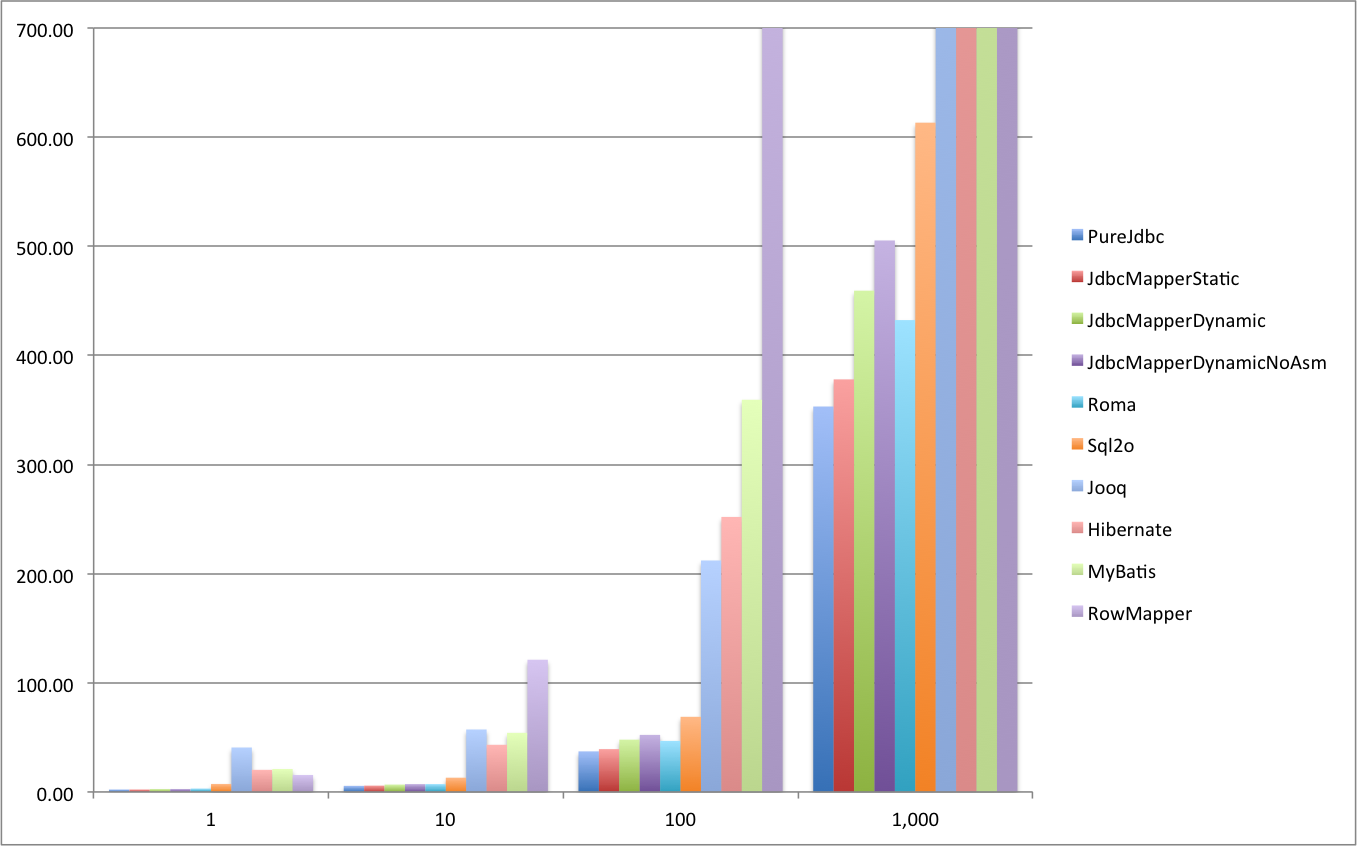 700.00
600.00
500.00
400.00
300.00
200.00
100.00
0.00
1
10
100
1,000
PureJdbc
JdbcMapperStatic
JdbcMapperDynamic
JdbcMapperDynamicNoAsm
Roma
Sql2o
Jooq
Hibernate
MyBatis
RowMapper